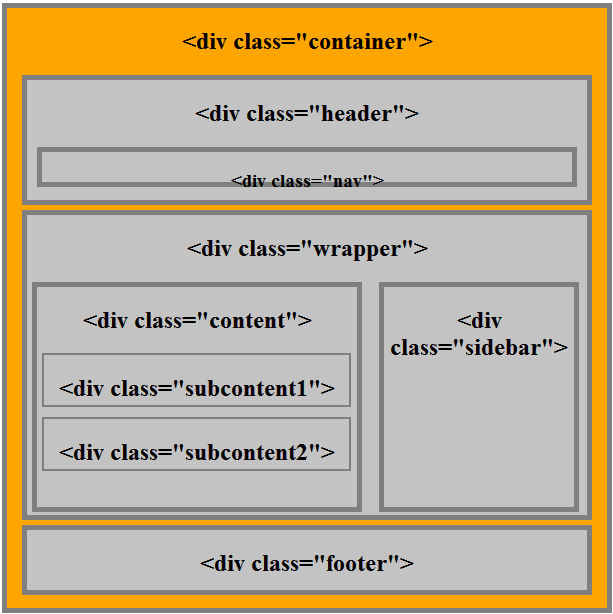 <div class="container">
<div class="header">
<div class="nav">
<div class="wrapper">
<div class="content">
<div class="subcontent1">
<div class="subcontent2">
<div
class="sidebar">
<div class="footer">